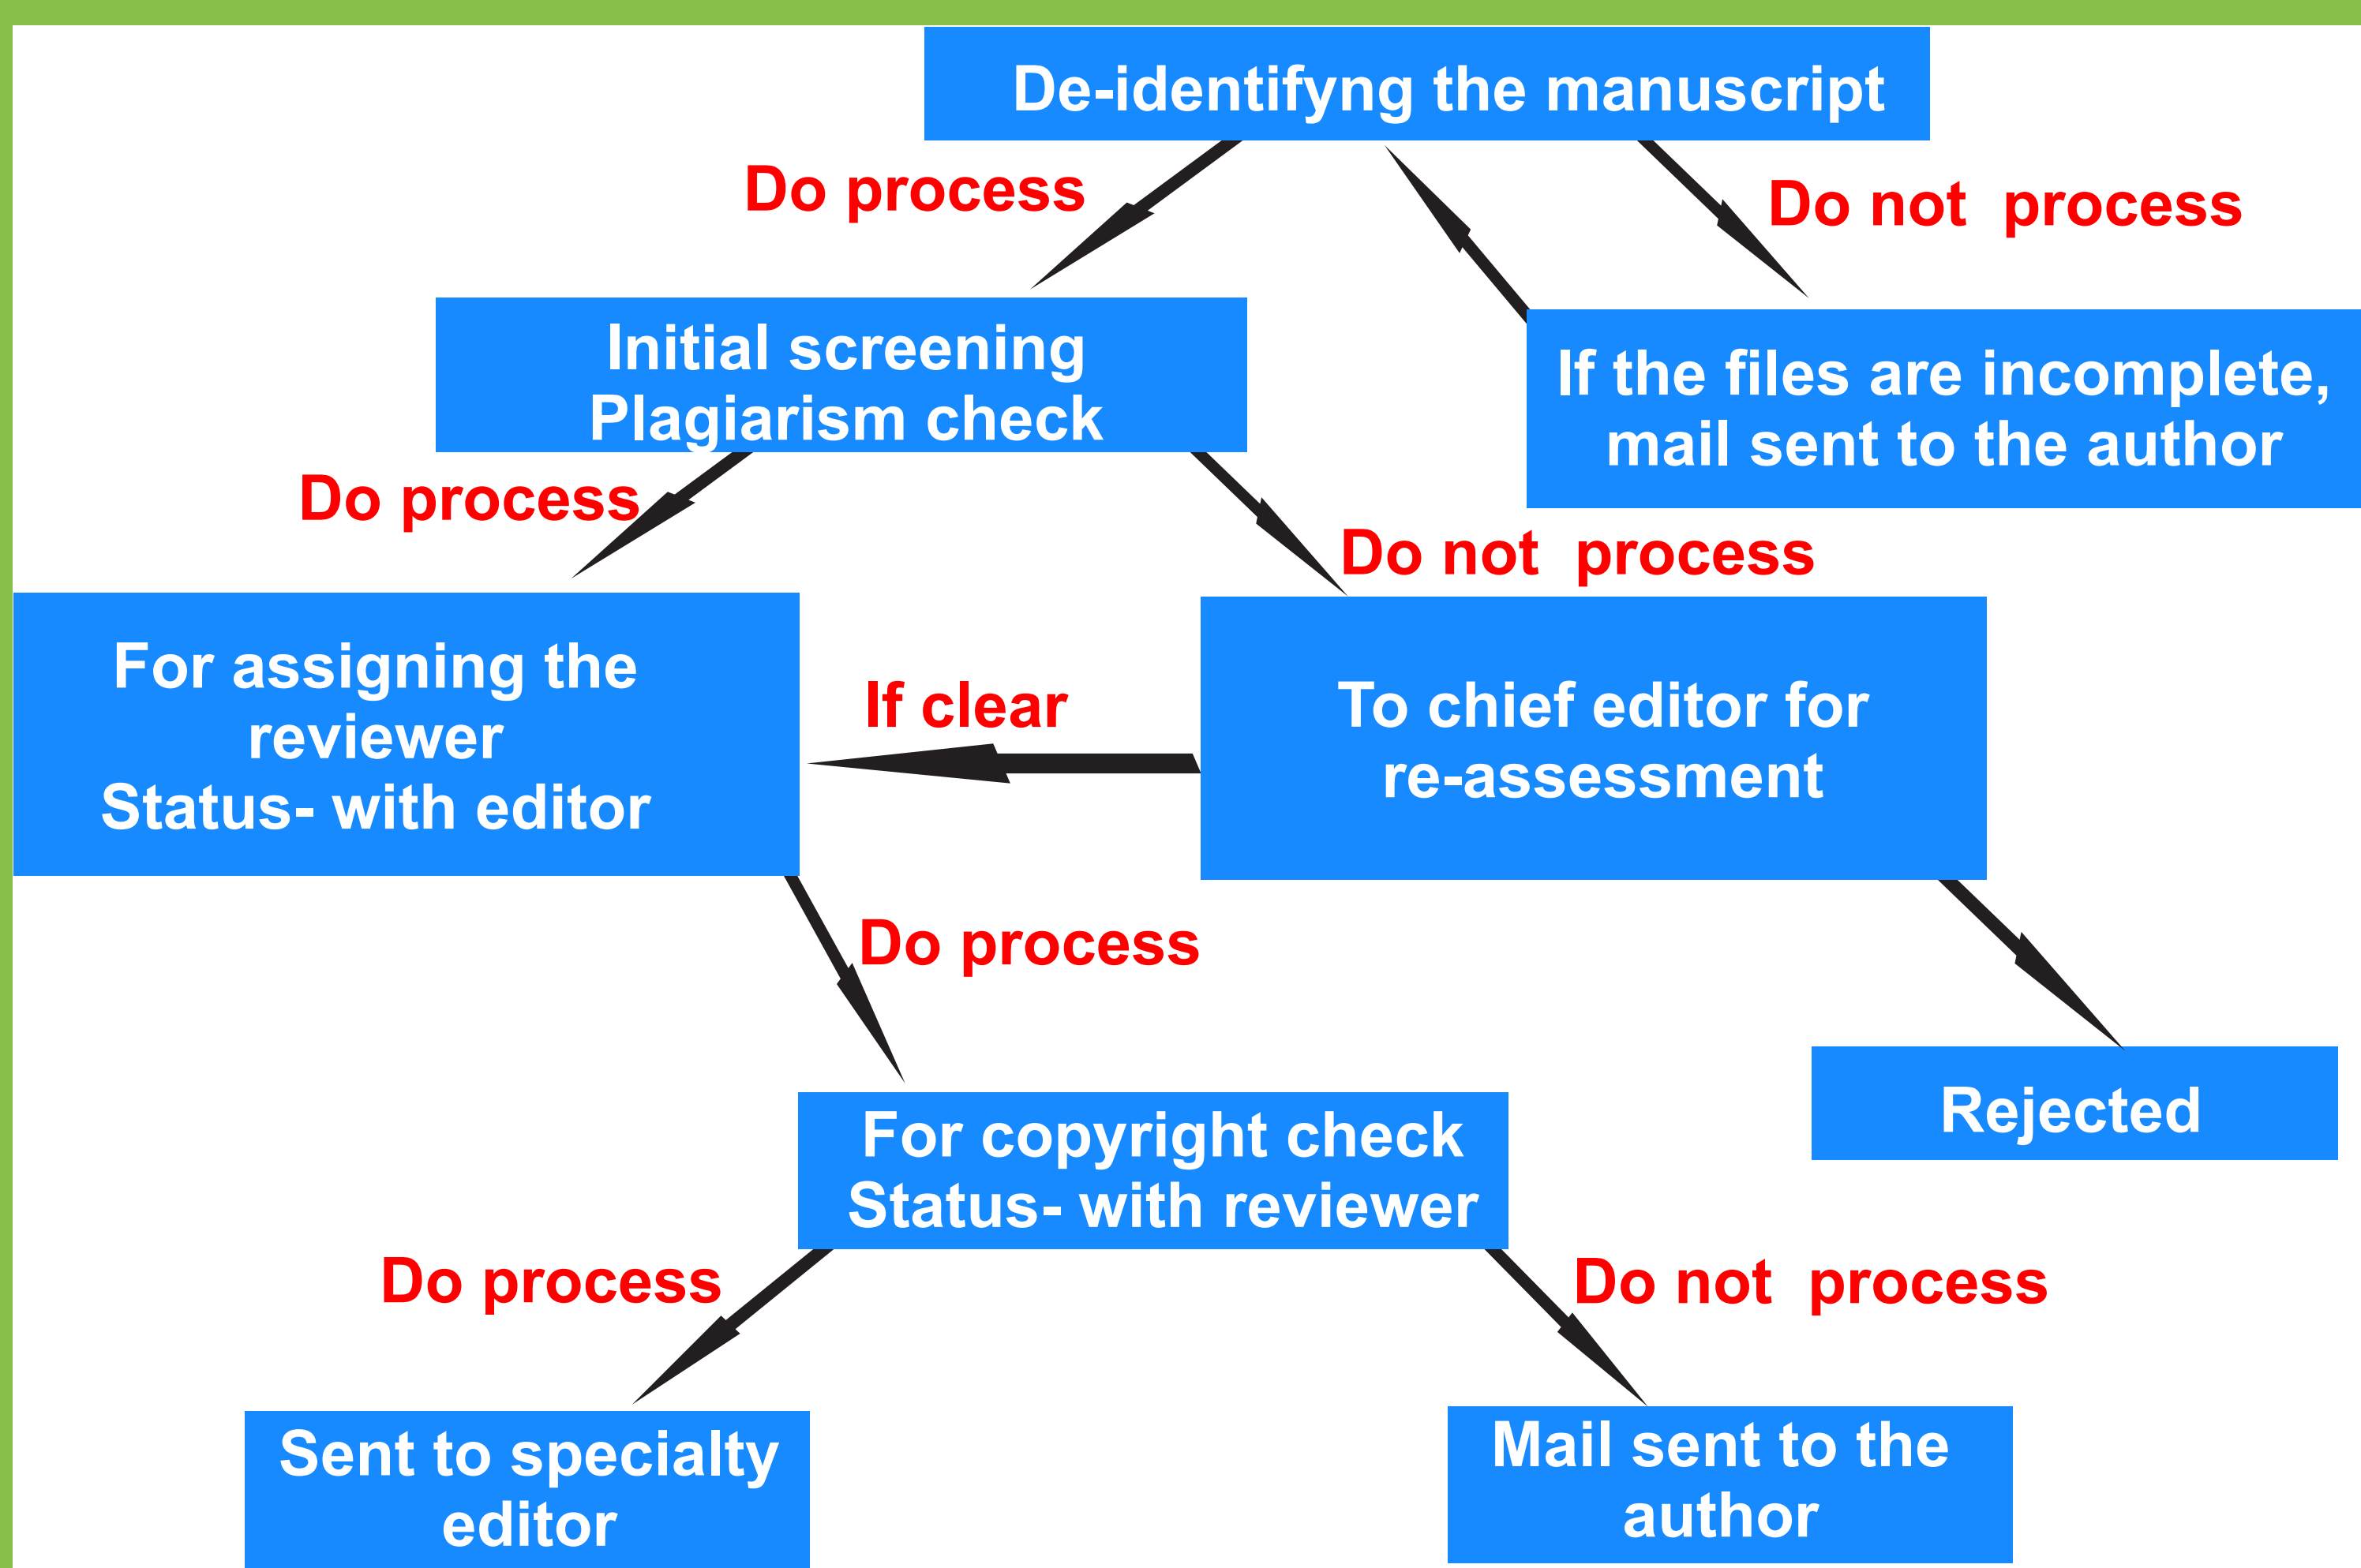 De-identifyng the manuscript
Do process
Do not  process
Initial screening
Plagiarism check
If the files are incomplete,
mail sent to the author
Do process
Do not  process
For assigning the
reviewer
Status- with editor
If clear
To chief editor for
re-assessment
Do process
Rejected
For copyright check
Status- with reviewer
Do process
Do not  process
Sent to specialty
editor
Mail sent to the
author